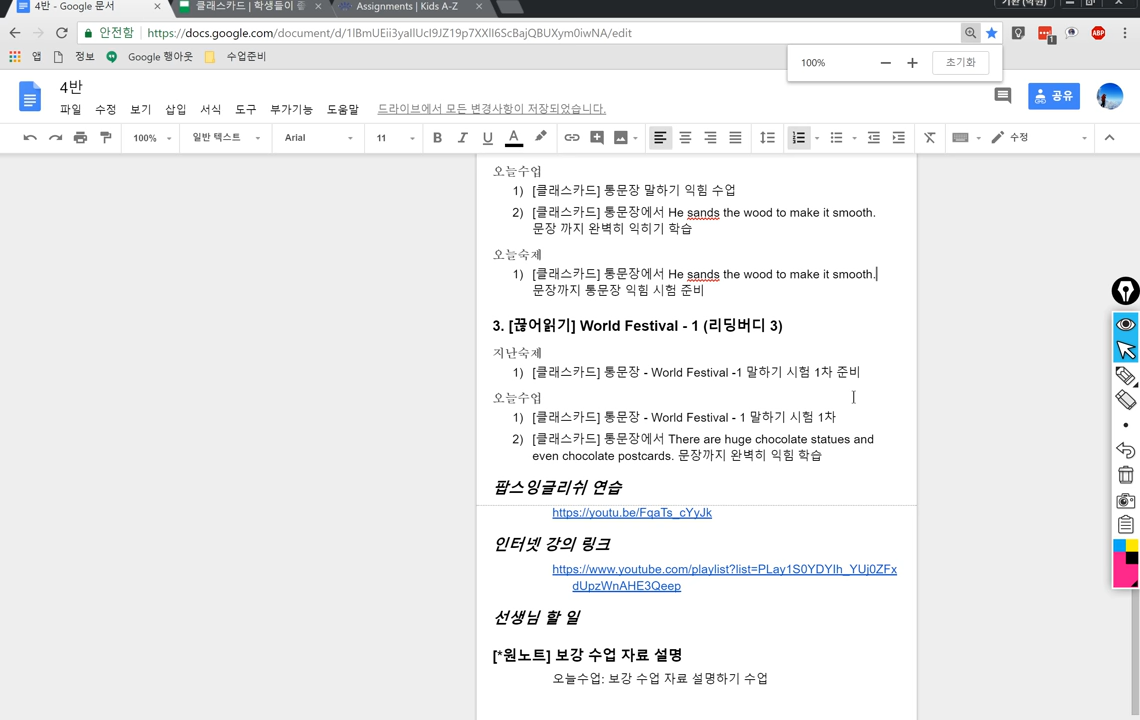 4반 - Google 문서
클래스카드 | 학생들이 좋
Assignments | Kids A-Z
안전함 https://docs.google.com/document/d/1lBmUEii3yaIlUcI9JZ19p7XXlI6ScBajQBUXym0iwNA/edit
앱 정보 Google 행아웃 수업준비
100% 초기화
4반
파일 수정 보기 삽입 서식 도구 부가기능 도움말 드라이브에서 모든 변경사항이 저장되었습니다.
공유
100% 일반 텍스트 Arial 11 수정
오늘수업
1) [클래스카드] 통문장 말하기 익힘 수업
2) [클래스카드] 통문장에서 He sands the wood to make it smooth.
문장 까지 완벽히 익히기 학습
오늘숙제
1) [클래스카드] 통문장에서 He sands the wood to make it smooth.
문장까지 통문장 익힘 시험 준비
3. [끊어읽기] World Festival - 1 (리딩버디 3)
지난숙제
1) [클래스카드] 통문장 - World Festival -1 말하기 시험 1차 준비
오늘수업
1) [클래스카드] 통문장 - World Festival - 1 말하기 시험 1차
2) [클래스카드] 통문장에서 There are huge chocolate statues and
even chocolate postcards. 문장까지 완벽히 익힘 학습
팝스잉글리쉬 연습
https://youtu.be/FqaTs_cYyJk
인터넷 강의 링크
https://www.youtube.com/playlist?list=PLay1S0YDYIh_YUj0ZFx
dUpzWnAHE3Qeep
선생님 할 일
[*원노트] 보강 수업 자료 설명
오늘수업: 보강 수업 자료 설명하기 수업